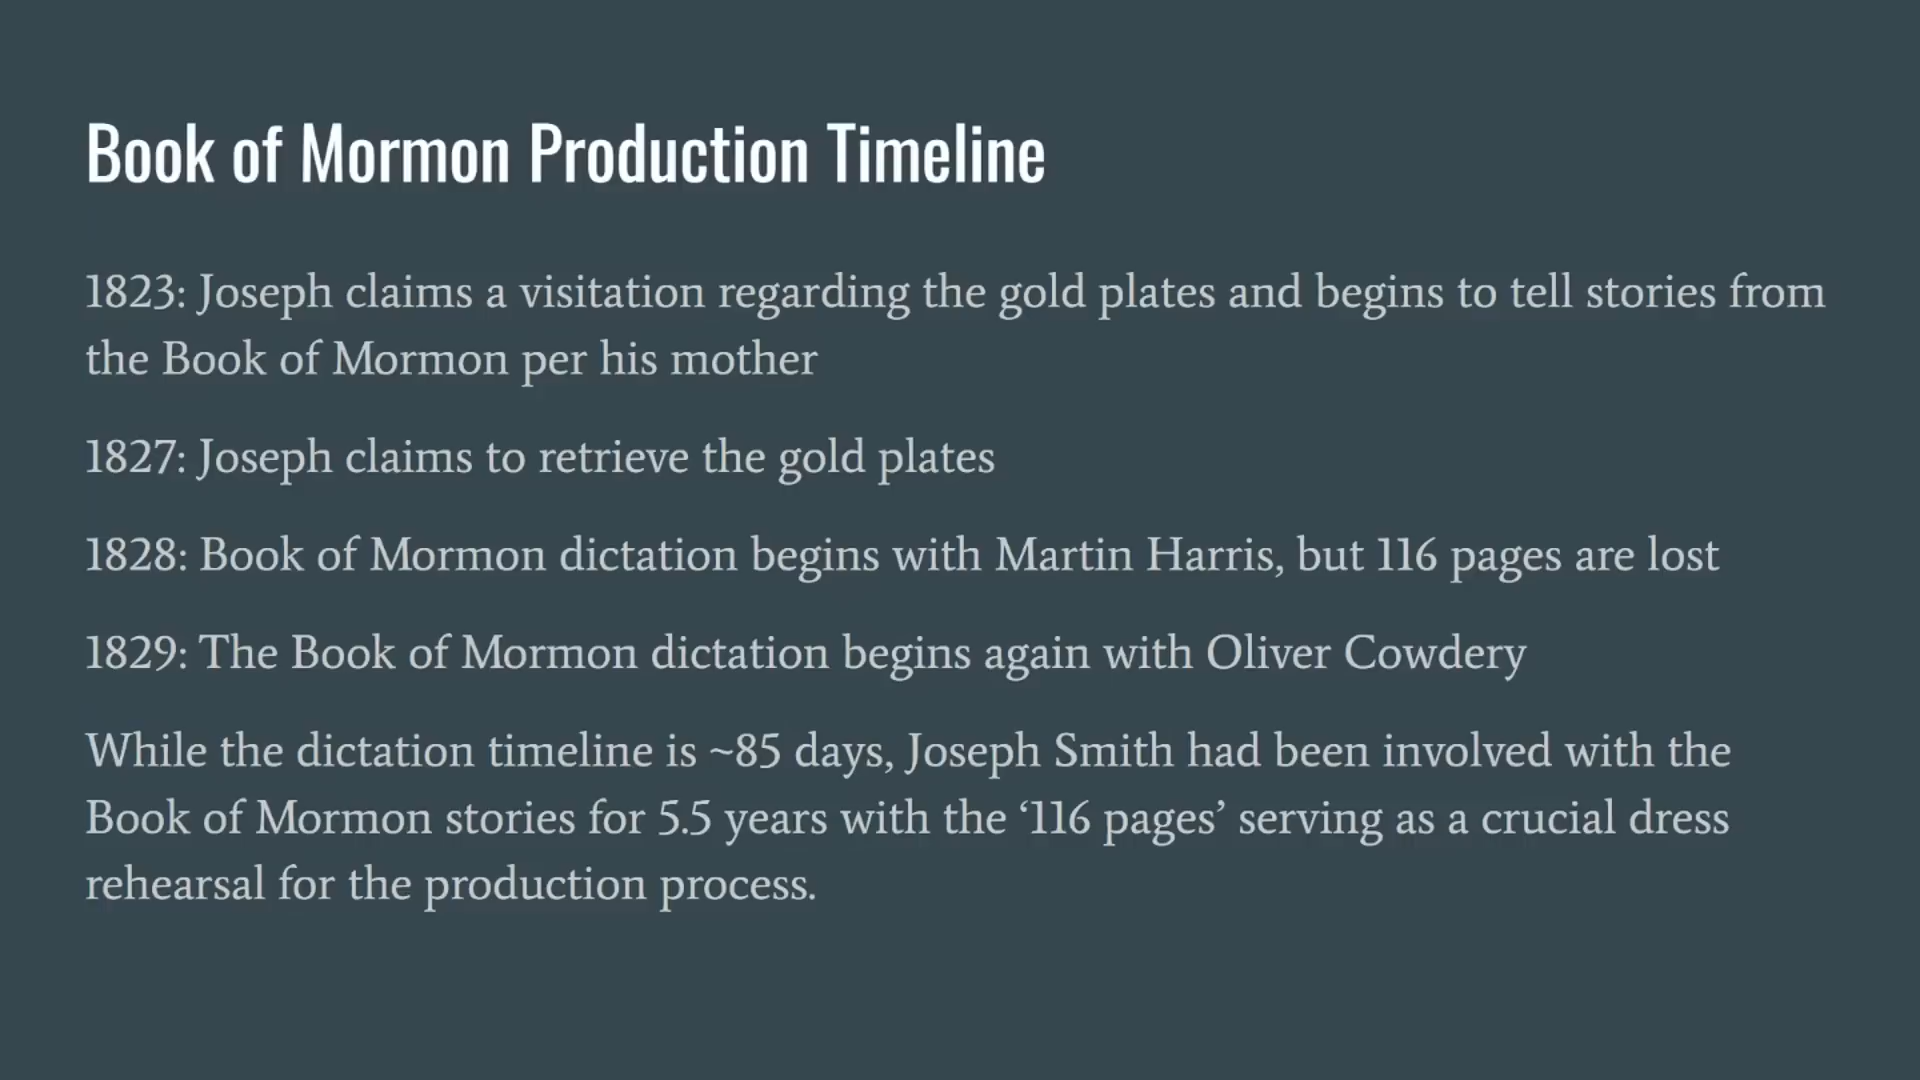 Book of Mormon Production Timeline
1823: Joseph claims a visitation regarding the gold plates and begins to tell stories from
the Book of Mormon per his mother
1827: Joseph claims to retrieve the gold plates
1828: Book of Mormon dictation begins with Martin Harris, but 116 pages are lost
1829: The Book of Mormon dictation begins again with Oliver Cowdery
While the dictation timeline is ~85 days, Joseph Smith had been involved with the
Book of Mormon stories for 5.5 years with the ‘116 pages’ serving as a crucial dress
rehearsal for the production process.